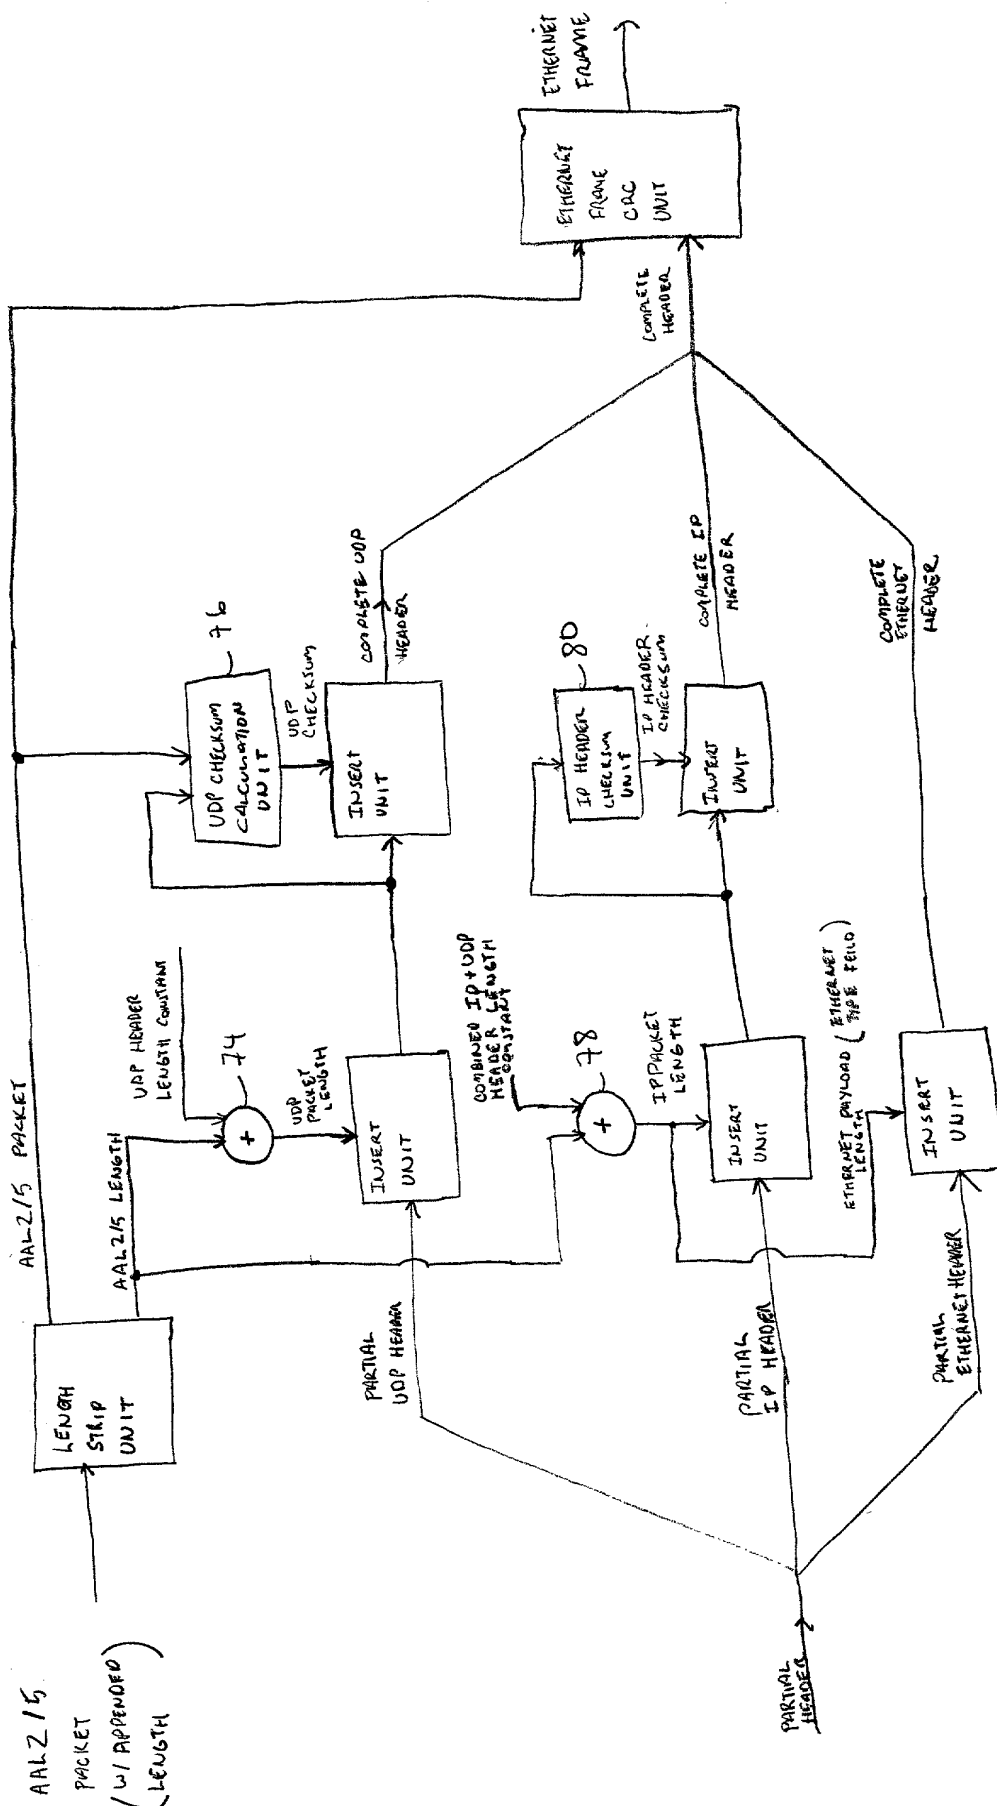 AAL2/5
PACKET
(W/ APPENDED
LENGTH)
LENGTH
STRIP
UNIT
AAL2/5 PACKET
AAL2/5 LENGTH
UDP HEADER
LENGTH CONSTANT
+
74
UDP
PACKET
LENGTH
INSERT
UNIT
UDP CHECKSUM
CALCULATION
UNIT
76
UDP
CHECKSUM
INSERT
UNIT
COMPLETE UDP
HEADER
PARTIAL
UDP HEADER
COMBINED IP+UDP
HEADER LENGTH
CONSTANT
+
78
IP PACKET
LENGTH
INSERT
UNIT
IP HEADER
CHECKSUM
UNIT
80
IP HEADER
CHECKSUM
INSERT
UNIT
COMPLETE IP
HEADER
PARTIAL
HEADER
PARTIAL
IP HEADER
ETHERNET PAYLOAD
LENGTH
(ETHERNET
TYPE FEILD)
PARTIAL
ETHERNET HEADER
INSERT
UNIT
COMPLETE
ETHERNET
HEADER
COMPLETE
HEADER
ETHERNET
FRAME
CRC
UNIT
ETHERNET
FRAME